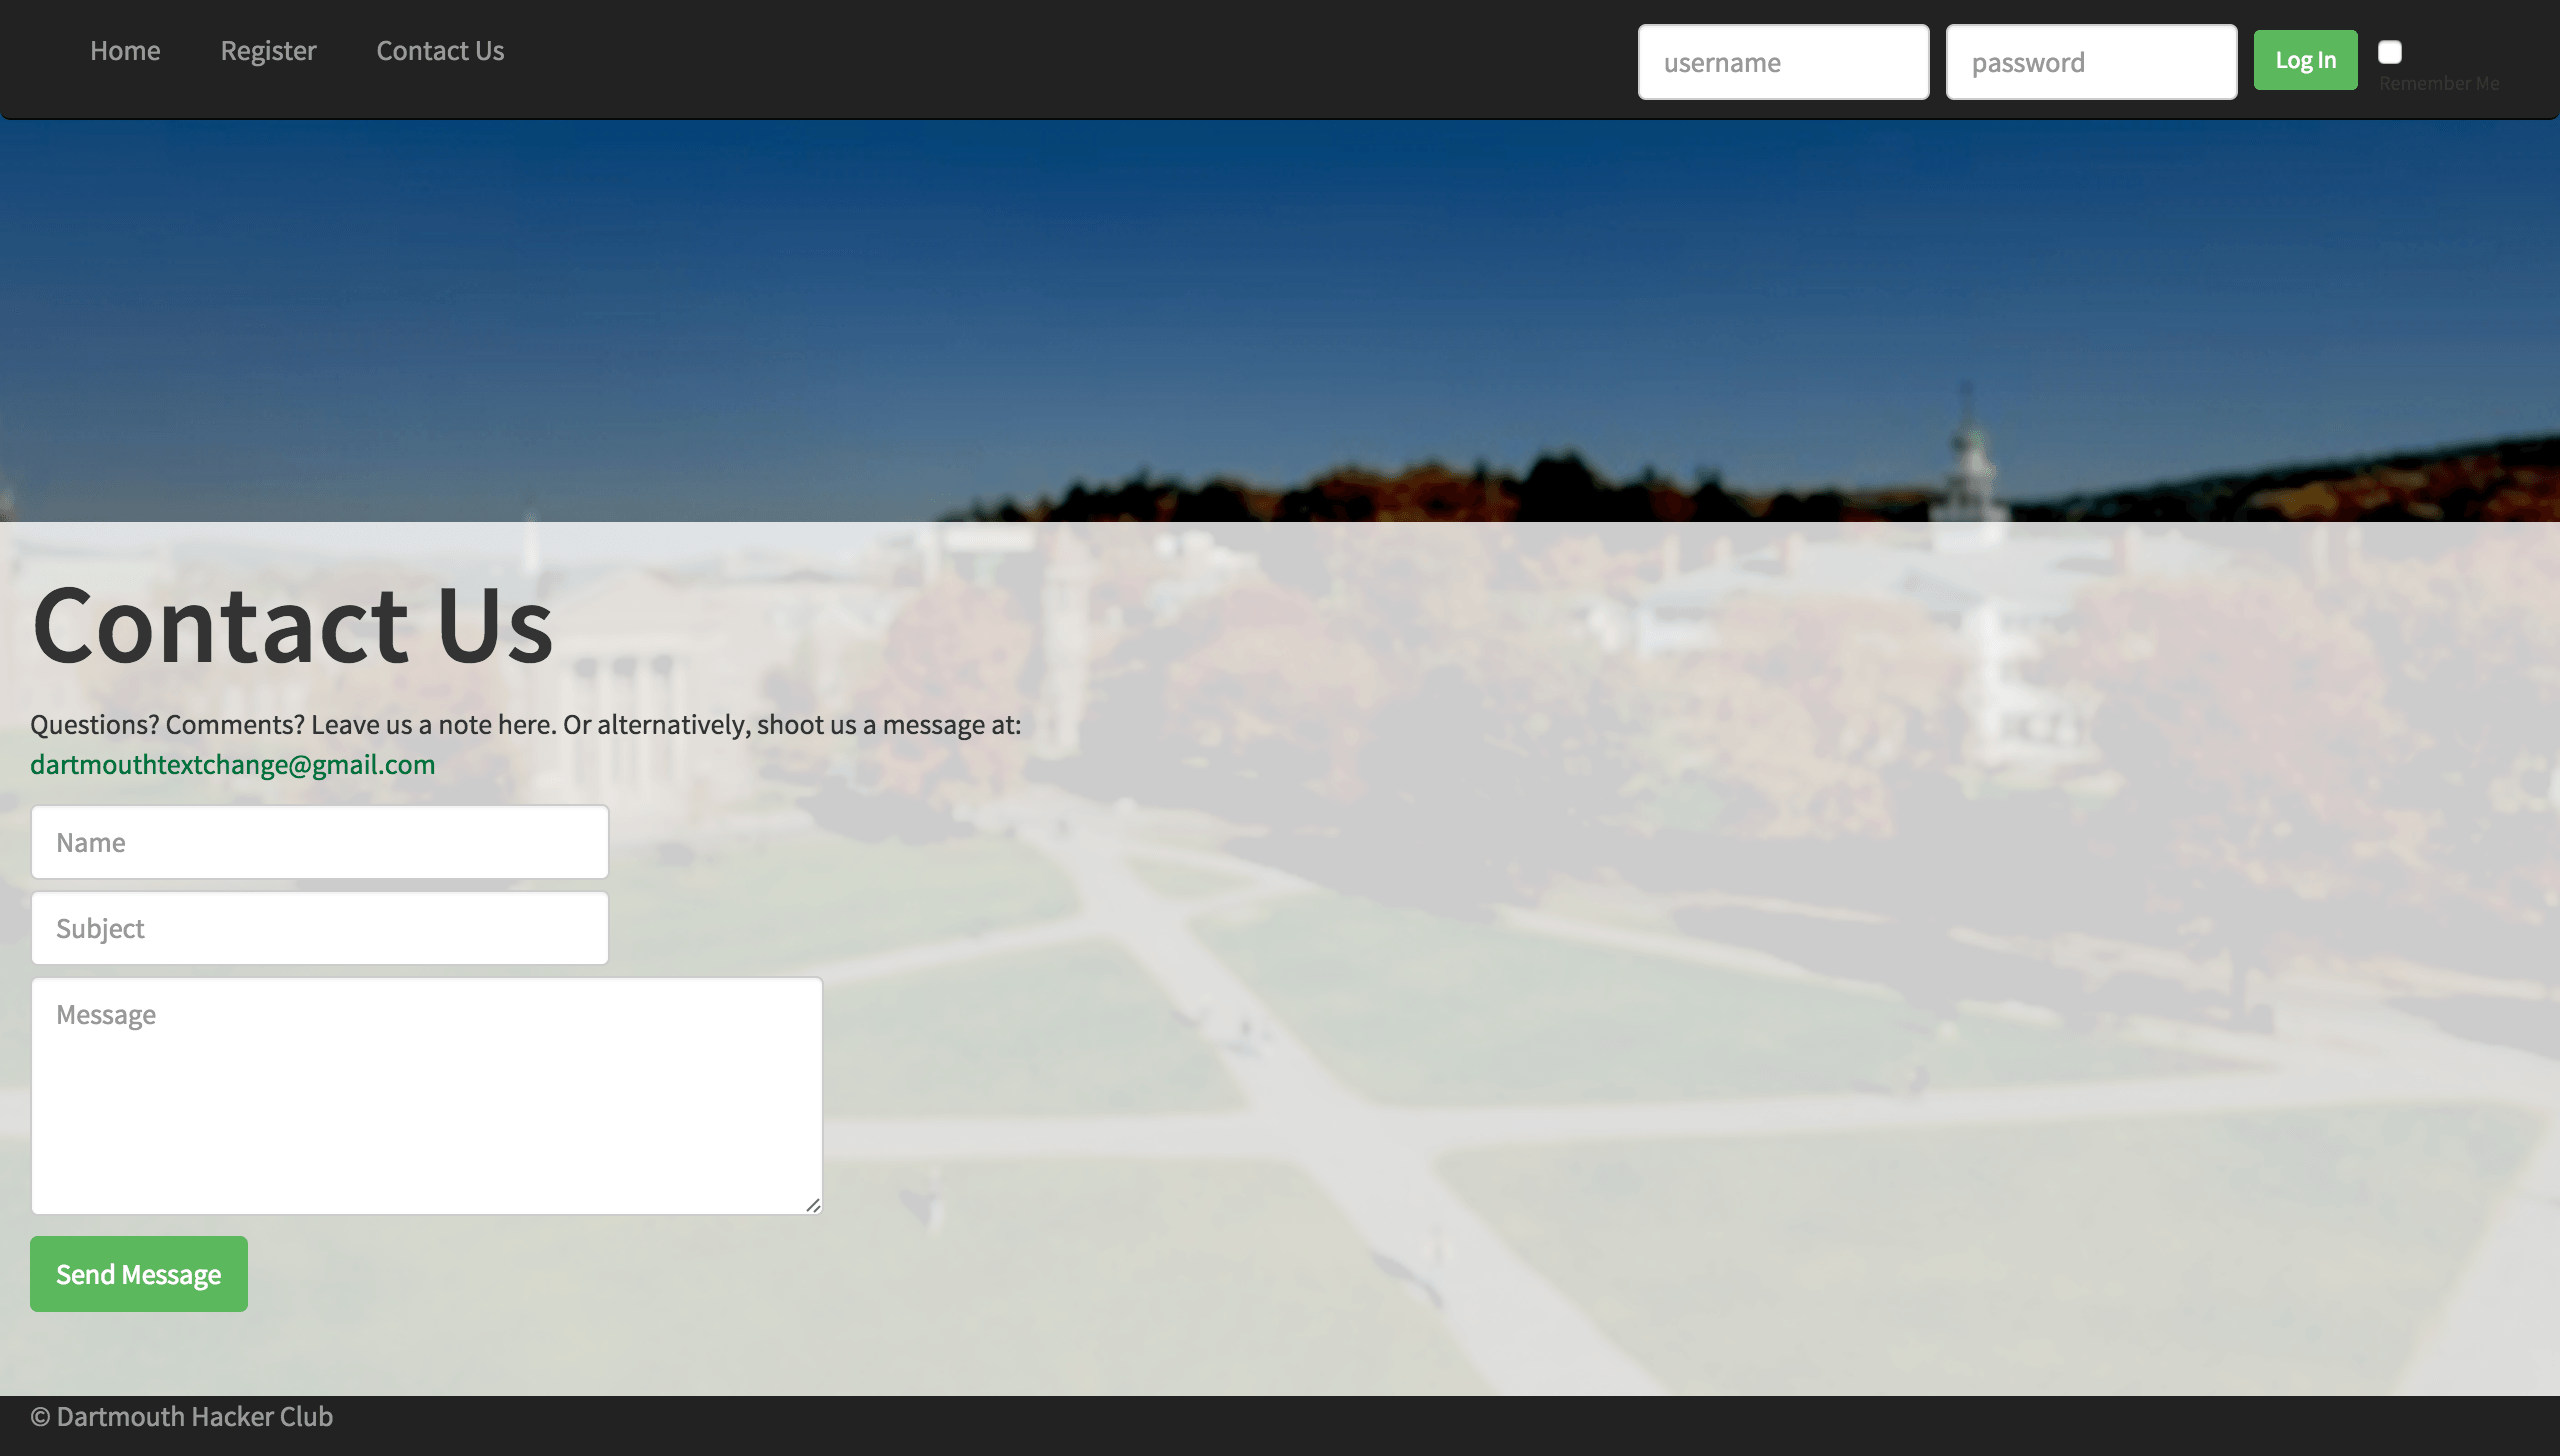 Home Register Contact Us username password Log In
Remember Me
Contact Us
Questions? Comments? Leave us a note here. Or alternatively, shoot us a message at:
dartmouthtextchange@gmail.com
Name
Subject
Message
Send Message
© Dartmouth Hacker Club